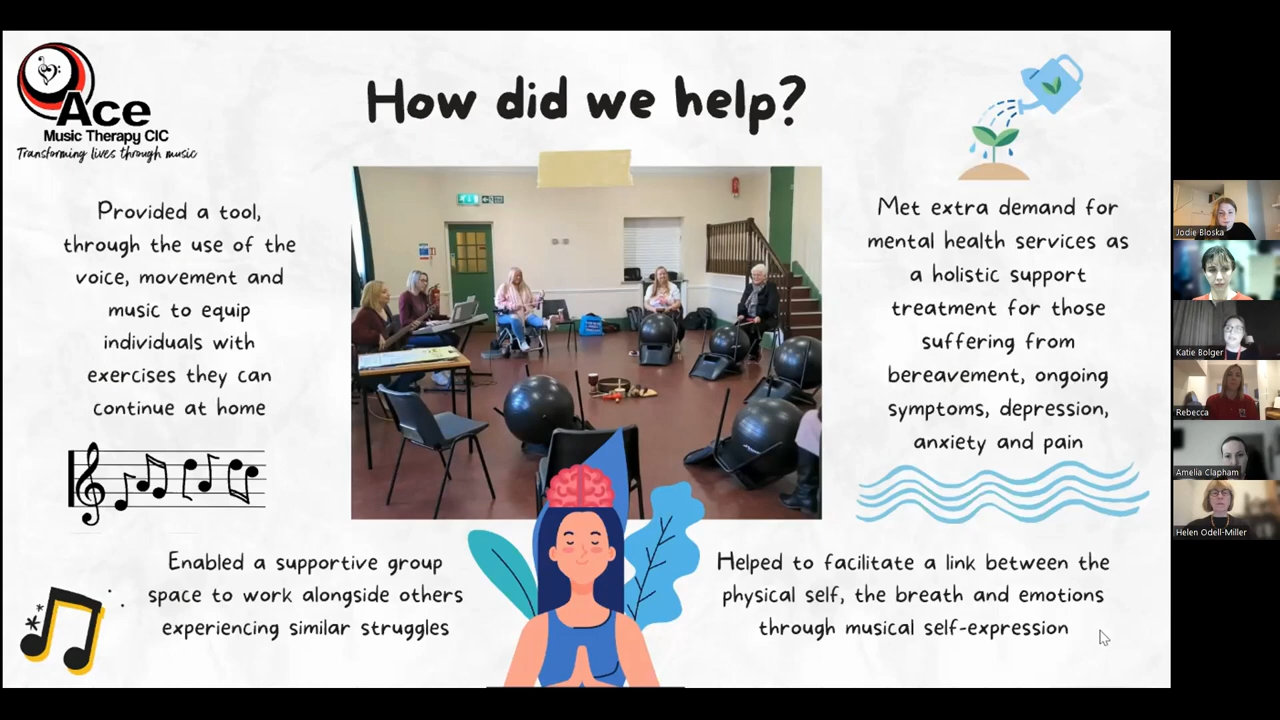 Ace
Music Therapy CIC
Transforming lives through music
How did we help?
Provided a tool,
through the use of the
voice, movement and
music to equip
individuals with
exercises they can
continue at home
Met extra demand for
mental health services as
a holistic support
treatment for those
suffering from
bereavement, ongoing
symptoms, depression,
anxiety and pain
Enabled a supportive group
space to work alongside others
experiencing similar struggles
Helped to facilitate a link between the
physical self, the breath and emotions
through musical self-expression
Jodie Bloska
Katie Bolger
Rebecca
Amelia Clapham
Helen Odell-Miller